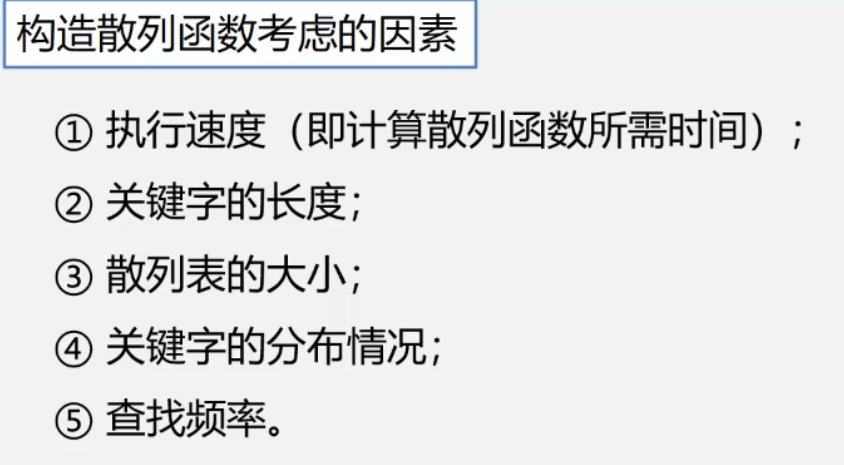 构造散列函数考虑的因素
① 执行速度（即计算散列函数所需时间）；
② 关键字的长度；
③ 散列表的大小；
④ 关键字的分布情况；
⑤ 查找频率。